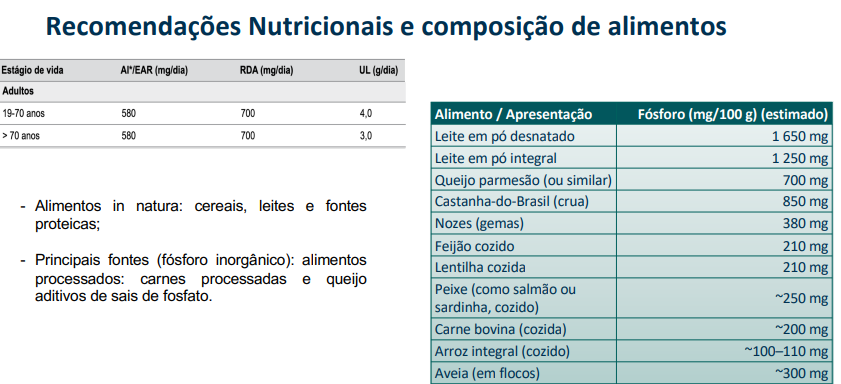 Recomendações Nutricionais e composição de alimentos
Estágio de vida AI*/EAR (mg/dia) RDA (mg/dia) UL (g/dia)
Adultos
19-70 anos 580 700 4,0
> 70 anos 580 700 3,0
- Alimentos in natura: cereais, leites e fontes
proteicas;
- Principais fontes (fósforo inorgânico): alimentos
processados: carnes processadas e queijo
aditivos de sais de fosfato.
Alimento / Apresentação Fósforo (mg/100 g) (estimado)
Leite em pó desnatado 1 650 mg
Leite em pó integral 1 250 mg
Queijo parmesão (ou similar) 700 mg
Castanha-do-Brasil (crua) 850 mg
Nozes (gemas) 380 mg
Feijão cozido 210 mg
Lentilha cozida 210 mg
Peixe (como salmão ou
sardinha, cozido) ~250 mg
Carne bovina (cozida) ~200 mg
Arroz integral (cozido) ~100–110 mg
Aveia (em flocos) ~300 mg